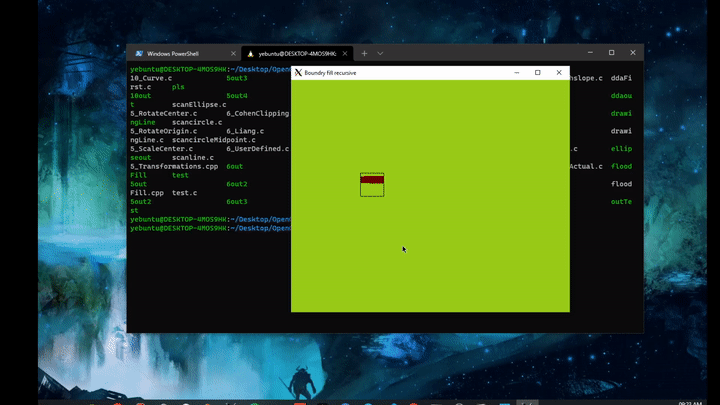 Windows PowerShell
yebuntu@DESKTOP-4MOS9HK:
Boundry fill recursive
yebuntu@DESKTOP-4MOS9HK:~/Desktop/Open
10_Curve.c 5out3 hslope.c ddaFi
rst.c pls
10out 5out4 ddaou
t scanEllipse.c
5_RotateCenter.c 6_CohenClipping drawi
ngLine scancircle.c
5_RotateOrigin.c 6_Liang.c drawi
ngLine.c scancircleMidpoint.c
5_ScaleCenter.c 6_UserDefined.c .c ellip
seout scanline.c
5_Transformations.cpp 6out Actual.c flood
Fill test
5out 6out2 flood
Fill.cpp test.c
5out2 6out3 outTe
st
yebuntu@DESKTOP-4MOS9HK:~/Desktop/Open
yebuntu@DESKTOP-4MOS9HK:~/Desktop/Open